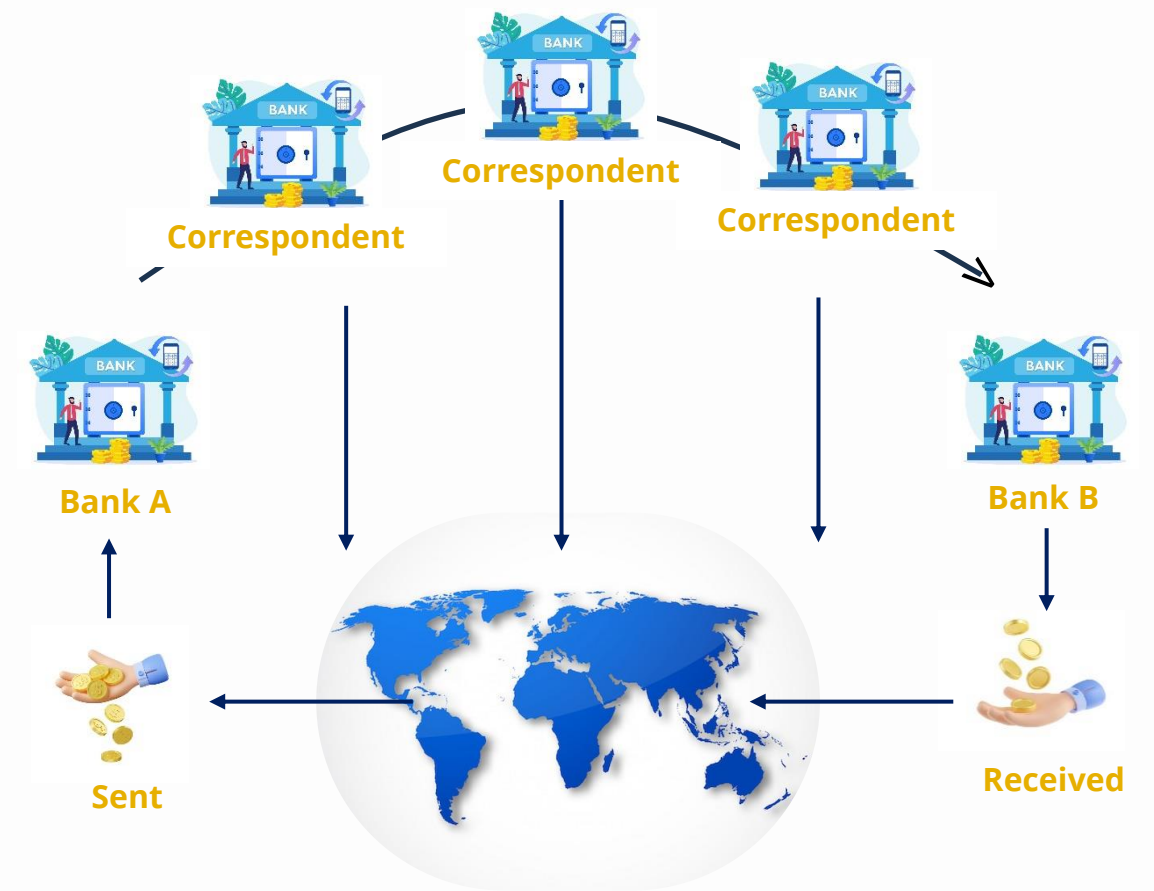 BANK
Correspondent
BANK
Correspondent
BANK
Correspondent
BANK
Bank A
BANK
Bank B
Sent
Received